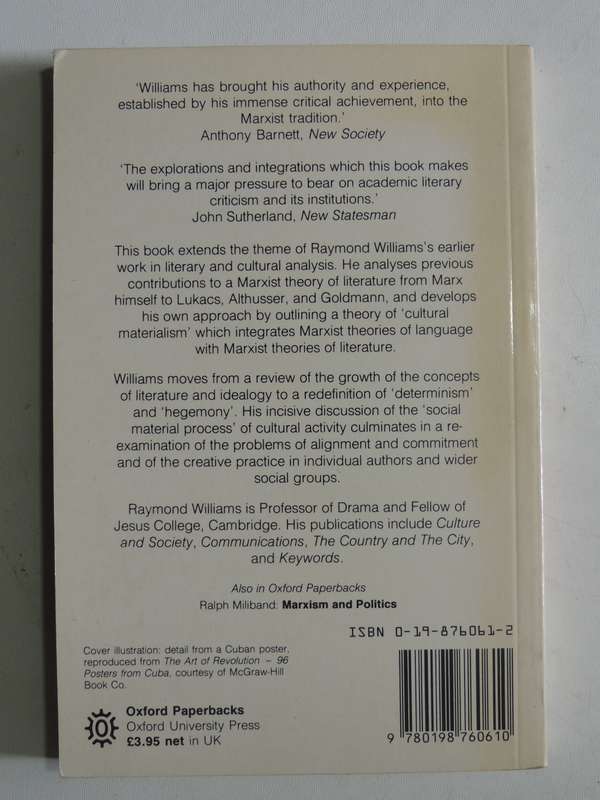 ‘Williams has brought his authority and experience,
established by his immense critical achievement, into the
Marxist tradition.’
Anthony Barnett, New Society
‘The explorations and integrations which this book makes
will bring a major pressure to bear on academic literary
criticism and its institutions.’
John Sutherland, New Statesman
This book extends the theme of Raymond Williams's earlier
work in literary and cultural analysis. He analyses previous
contributions to a Marxist theory of literature from Marx
himself to Lukacs, Althusser, and Goldmann, and develops
his own approach by outlining a theory of ‘cultural
materialism’ which integrates Marxist theories of language
with Marxist theories of literature.
Williams moves from a review of the growth of the concepts
of literature and idealogy to a redefinition of ‘determinism’
and ‘hegemony’. His incisive discussion of the ‘social
material process’ of cultural activity culminates in a re-
examination of the problems of alignment and commitment
and of the creative practice in individual authors and wider
social groups.
Raymond Williams is Professor of Drama and Fellow of
Jesus College, Cambridge. His publications include Culture
and Society, Communications, The Country and The City,
and Keywords.
Also in Oxford Paperbacks
Ralph Miliband: Marxism and Politics
ISBN 0-19-876061-2
Cover illustration: detail from a Cuban poster,
reproduced from The Art of Revolution – 96
Posters from Cuba, courtesy of McGraw-Hill
Book Co.
Oxford Paperbacks
Oxford University Press
£3.95 net in UK
9 780198 760610